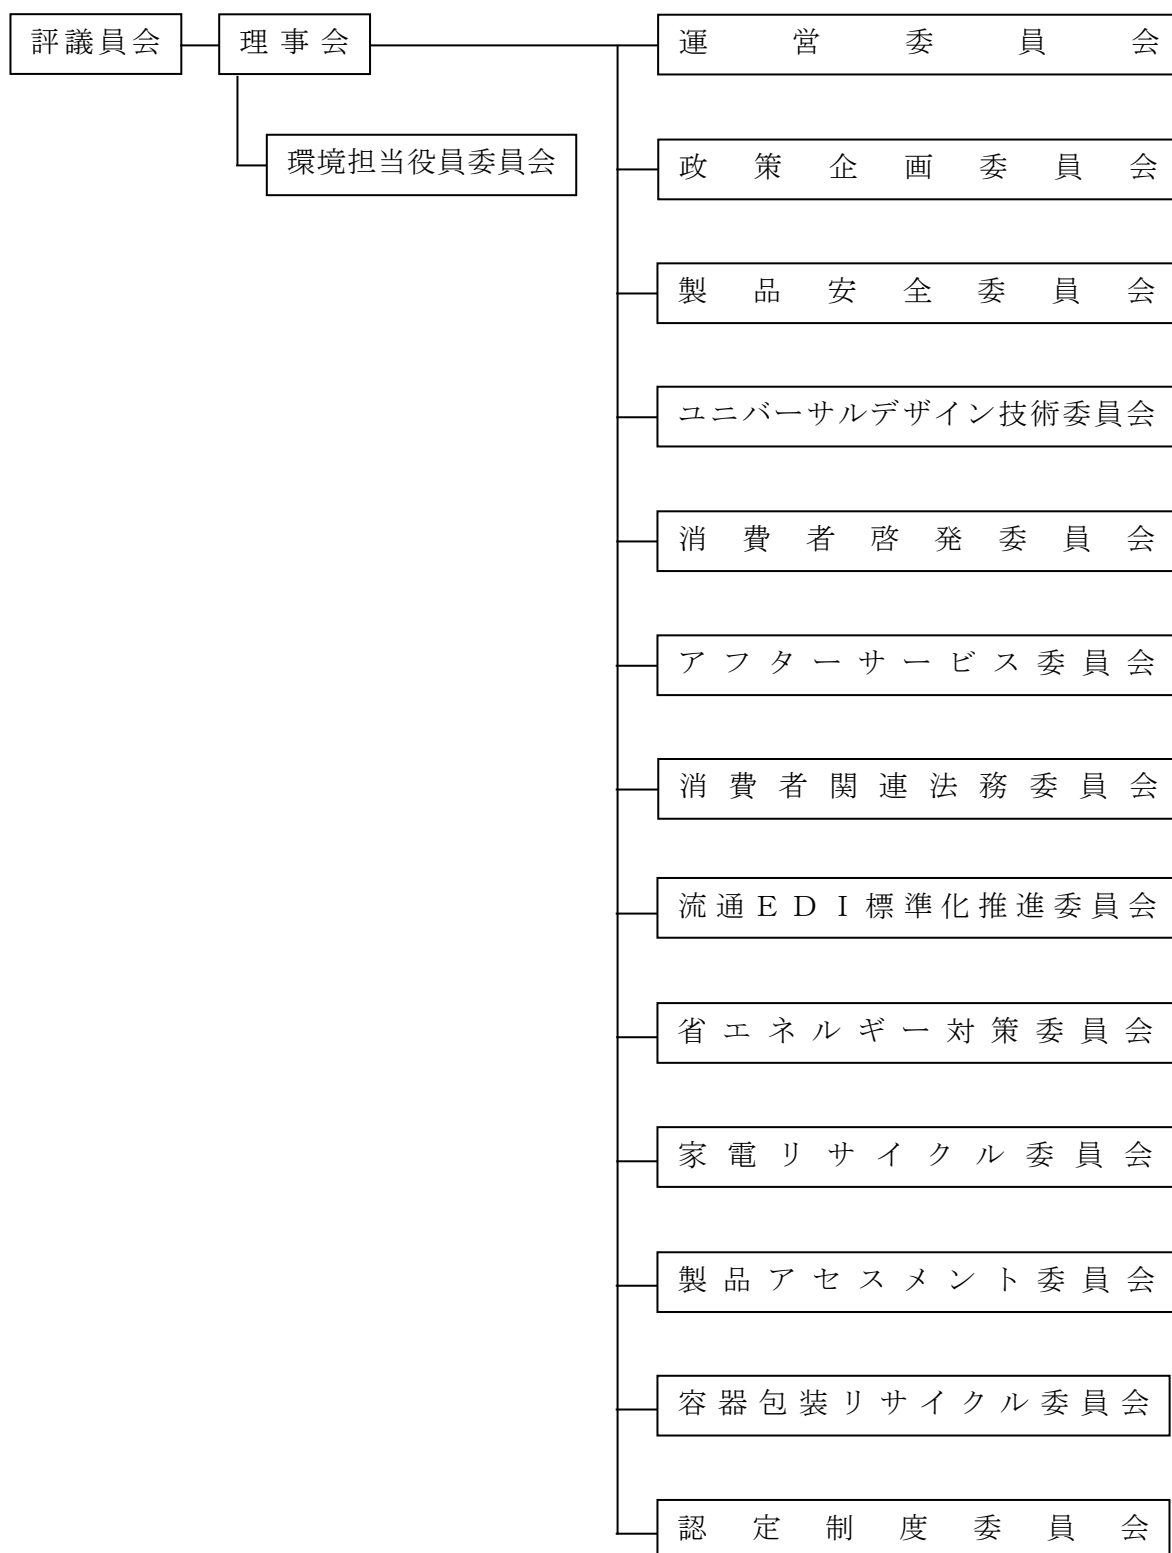 評議員会
理事会
運営委員会
環境担当役員委員会
政策企画委員会
製品安全委員会
ユニバーサルデザイン技術委員会
消費者啓発委員会
アフターサービス委員会
消費者関連法務委員会
流通ＥＤＩ標準化推進委員会
省エネルギー対策委員会
家電リサイクル委員会
製品アセスメント委員会
容器包装リサイクル委員会
認定制度委員会